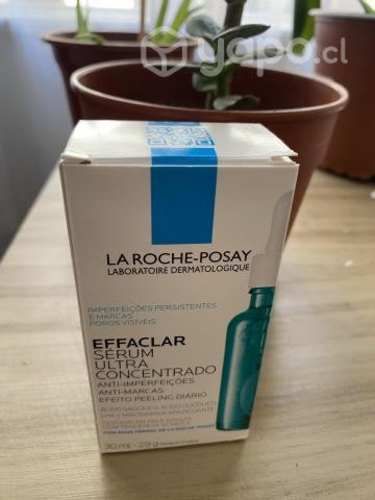 yapo.cl
LA ROCHE-POSAY
LABORATOIRE DERMATOLOGIQUE
IMPERFEIÇÕES PERSISTENTES
E MARCAS
POROS VISÍVEIS
EFFACLAR
SÉRUM
ULTRA
CONCENTRADO
ANTI-IMPERFEIÇÕES
ANTI-MARCAS
EFEITO PEELING DIÁRIO
30 mL - 29 g